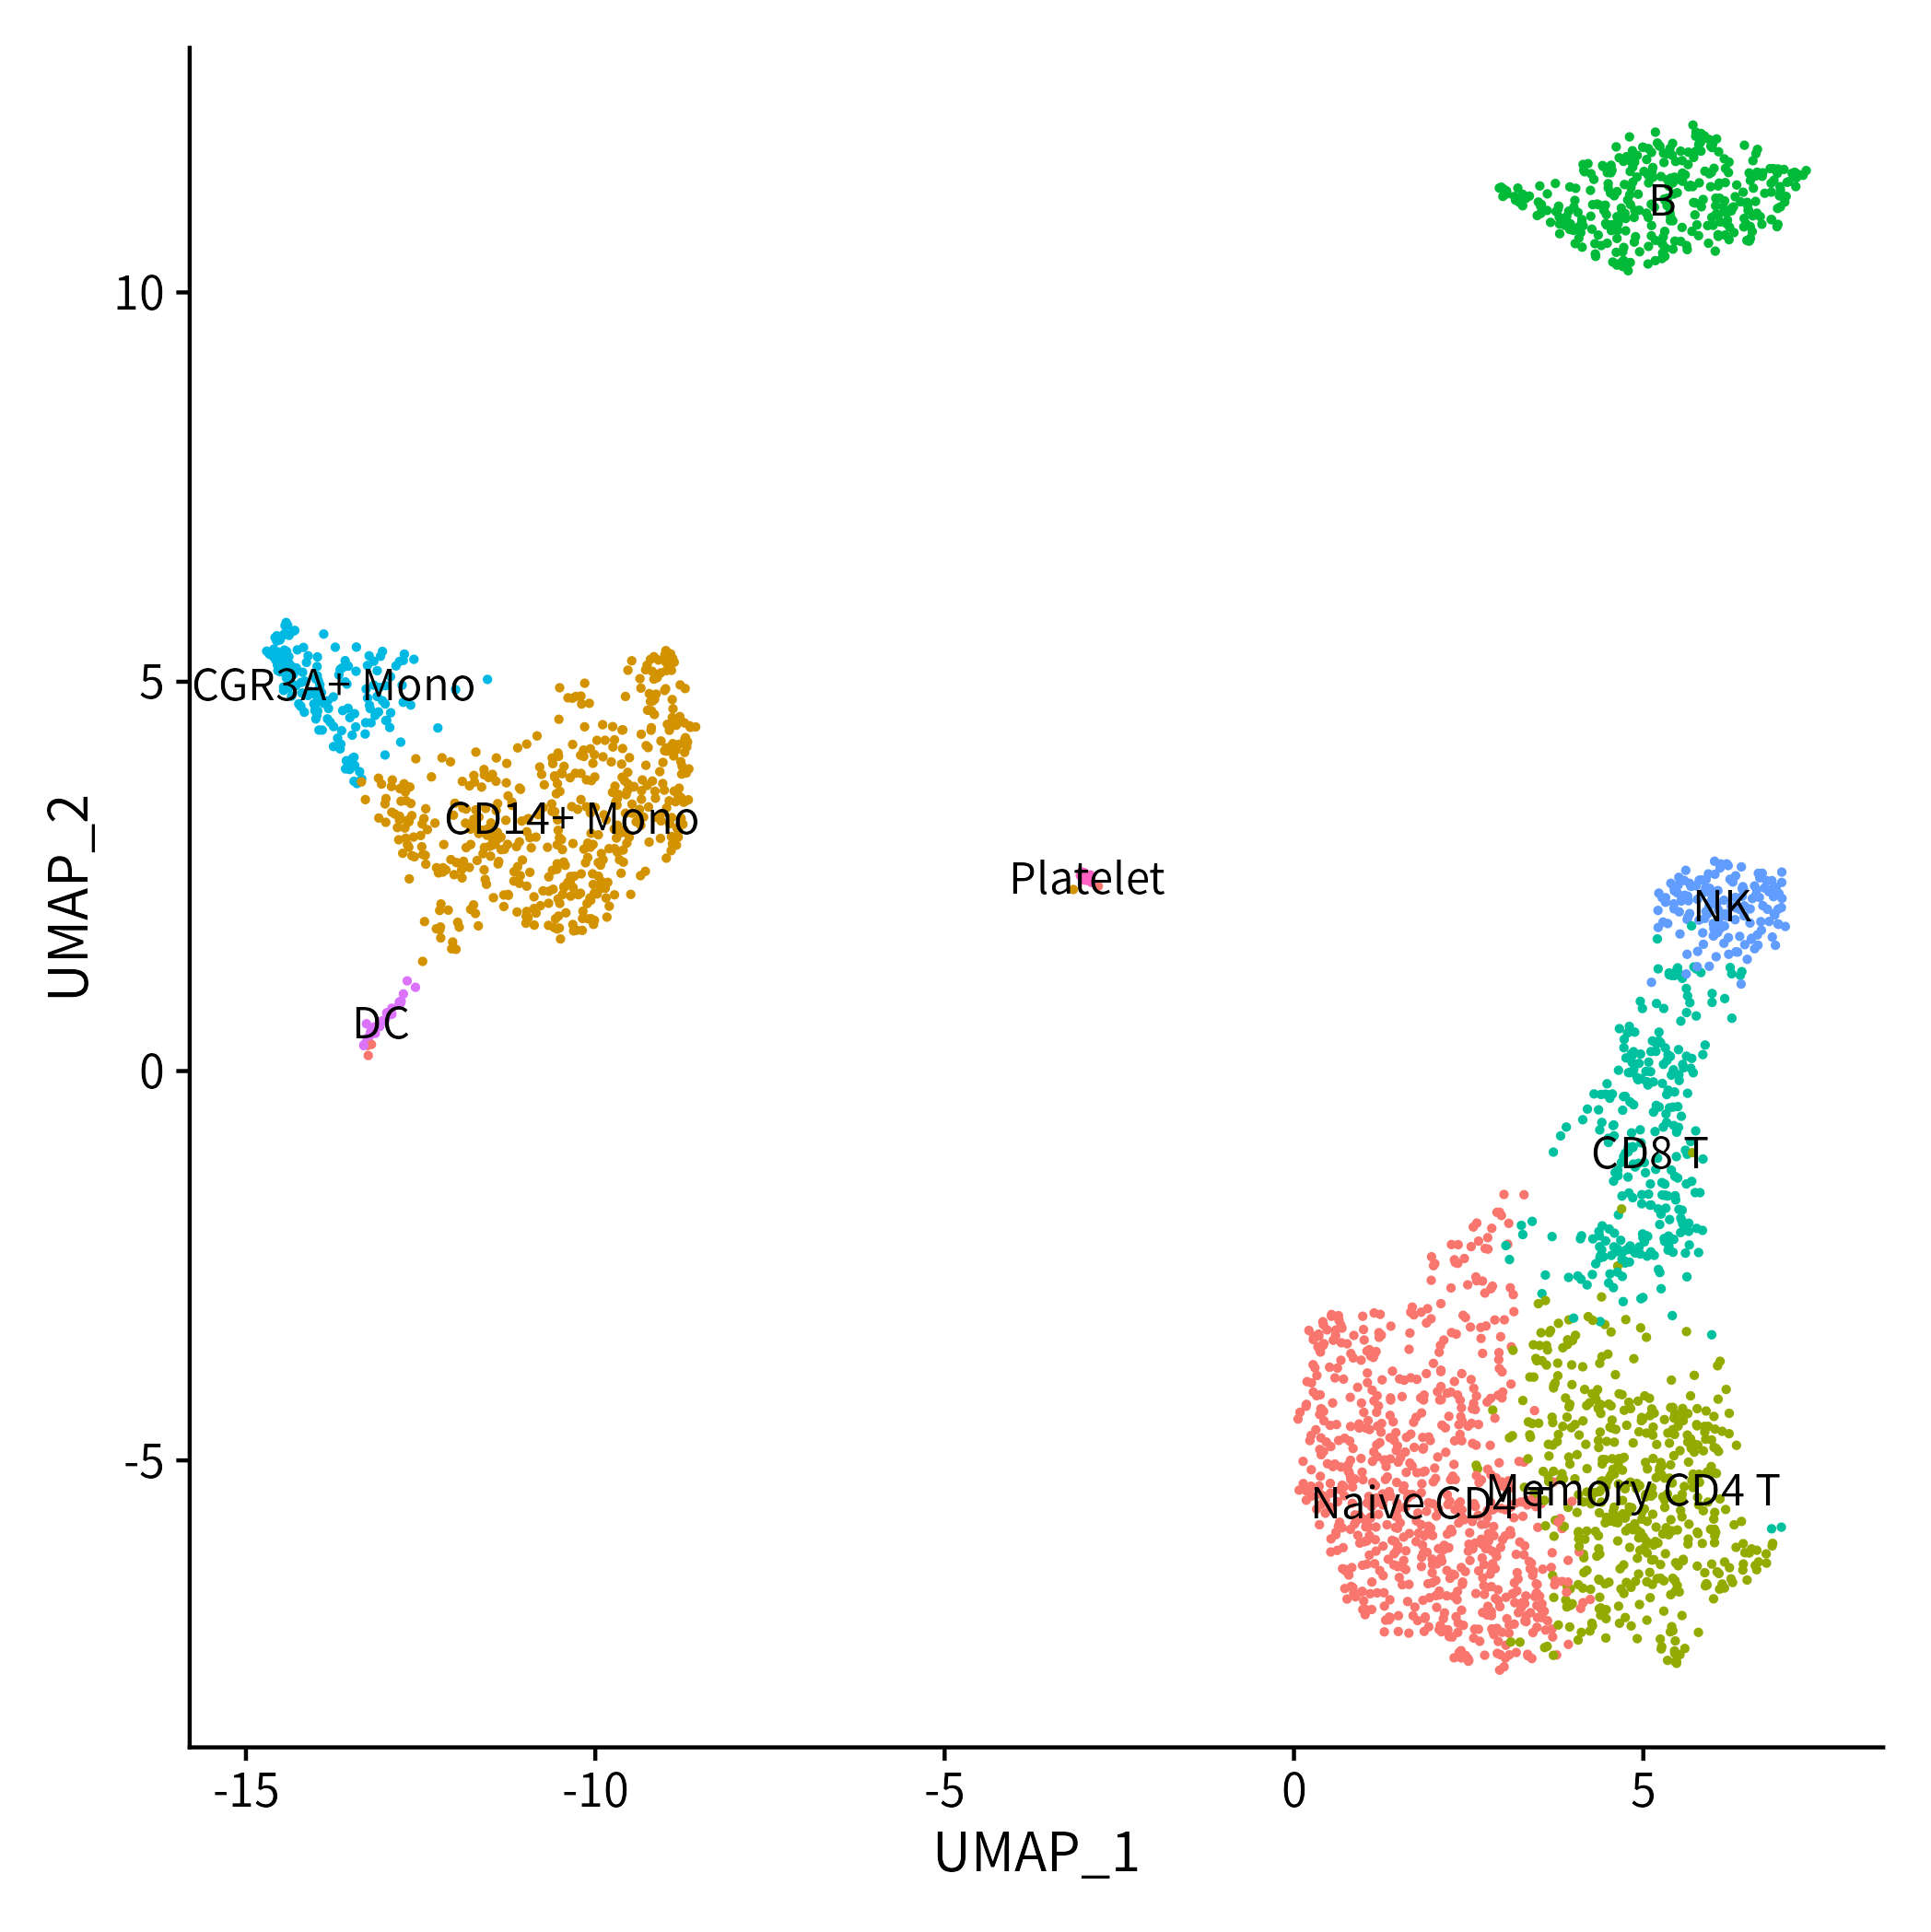 B
10
5
CGR3A+ Mono
CD14+ Mono
Platelet
NK
DC
0
CD8 T
-5
Naive CD4 T
Memory CD4 T
-15
-10
-5
0
5
UMAP_1
UMAP_2